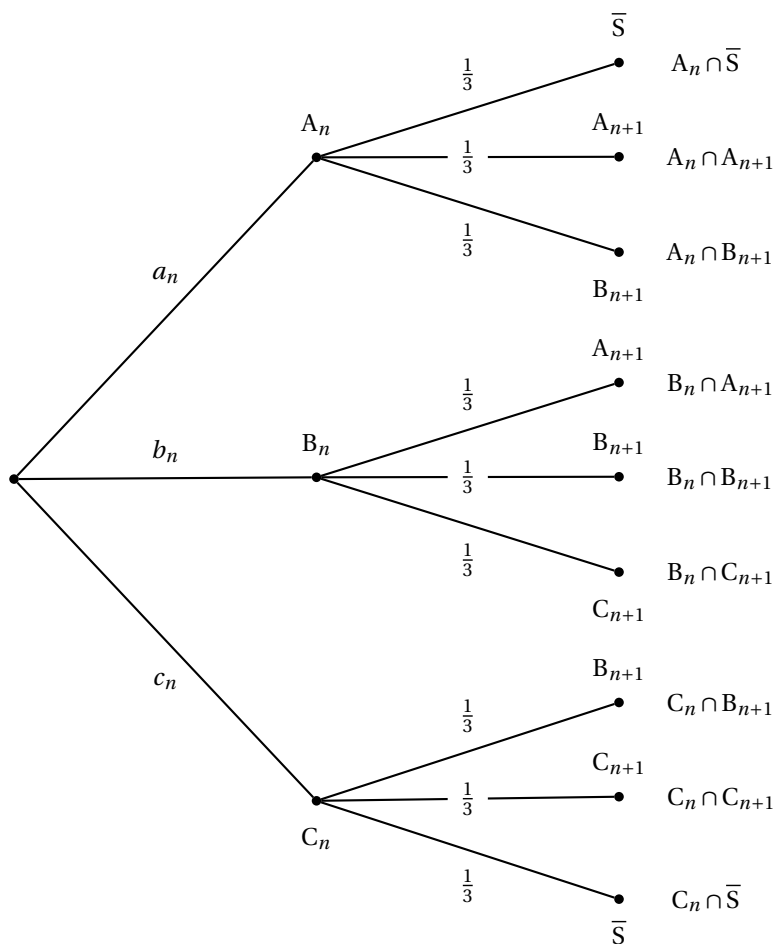 S̅
1/3
A_n ∩ S̅
A_n
A_{n+1}
1/3
A_n ∩ A_{n+1}
1/3
a_n
A_n ∩ B_{n+1}
B_{n+1}
A_{n+1}
1/3
B_n ∩ A_{n+1}
b_n
B_n
B_{n+1}
1/3
B_n ∩ B_{n+1}
1/3
B_n ∩ C_{n+1}
C_{n+1}
c_n
B_{n+1}
1/3
C_n ∩ B_{n+1}
C_{n+1}
1/3
C_n ∩ C_{n+1}
C_n
1/3
C_n ∩ S̅
S̅